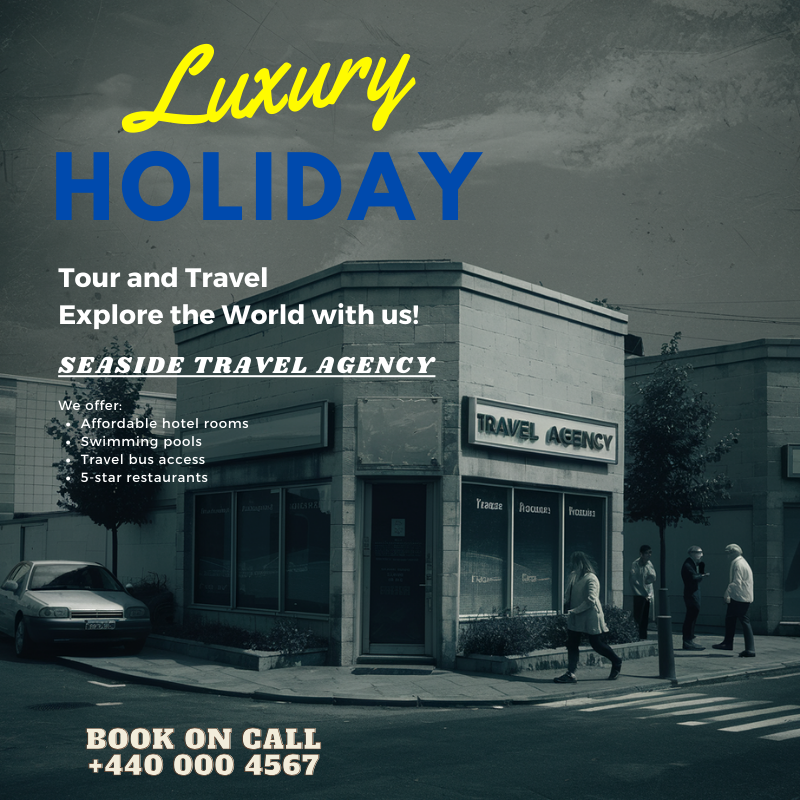 Luxury
HOLIDAY
Tour and Travel
Explore the World with us!
SEASIDE TRAVEL AGENCY
We offer:
• Affordable hotel rooms
• Swimming pools
• Travel bus access
• 5-star restaurants
TRAVEL AGENCY
BOOK ON CALL
+440 000 4567